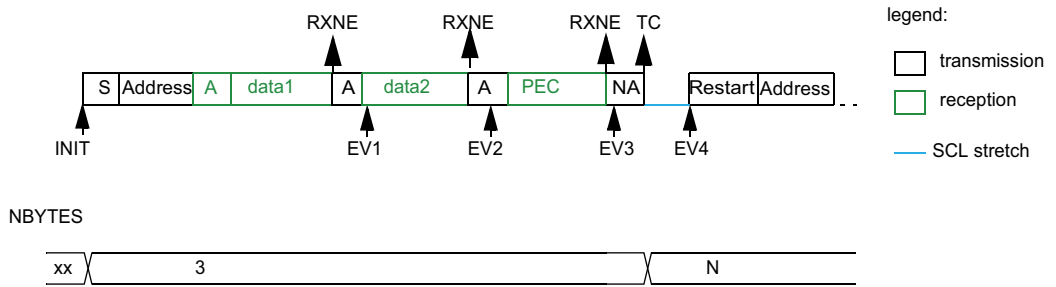 legend:
RXNE RXNE RXNE TC
transmission
S Address A data1 A data2 A PEC NA Restart Address
reception
INIT EV1 EV2 EV3 EV4
SCL stretch
NBYTES
xx 3 N